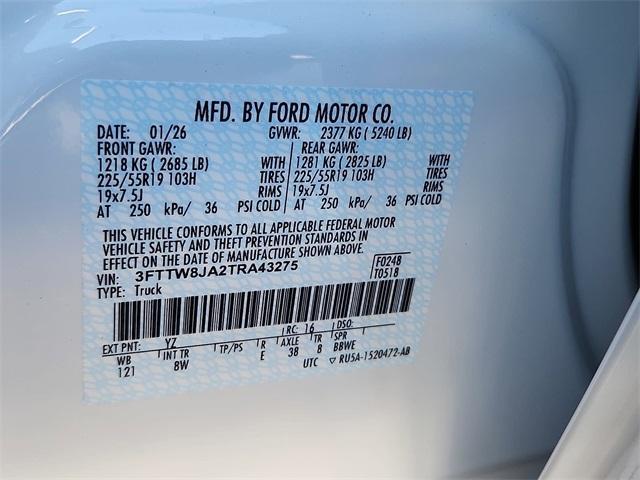 MFD. BY FORD MOTOR CO.
DATE: 01/26 GVWR: 2377 KG ( 5240 LB)
FRONT GAWR: REAR GAWR:
1218 KG ( 2685 LB) WITH 1281 KG ( 2825 LB) WITH
225/55R19 103H TIRES 225/55R19 103H TIRES
19x7.5J RIMS 19x7.5J RIMS
AT 250 kPa/ 36 PSI COLD AT 250 kPa/ 36 PSI COLD
THIS VEHICLE CONFORMS TO ALL APPLICABLE FEDERAL MOTOR
VEHICLE SAFETY AND THEFT PREVENTION STANDARDS IN
EFFECT ON THE DATE OF MANUFACTURE SHOWN ABOVE.
VIN: 3FTTW8JA2TRA43275 F0248
TYPE: Truck T0518
EXT PNT: YZ RC: 16 DSO:
WB INT TR TP/PS R AXLE TR SPR
121 8W E 38 8 BBWE
UTC ▽ RU5A-1520472-AB